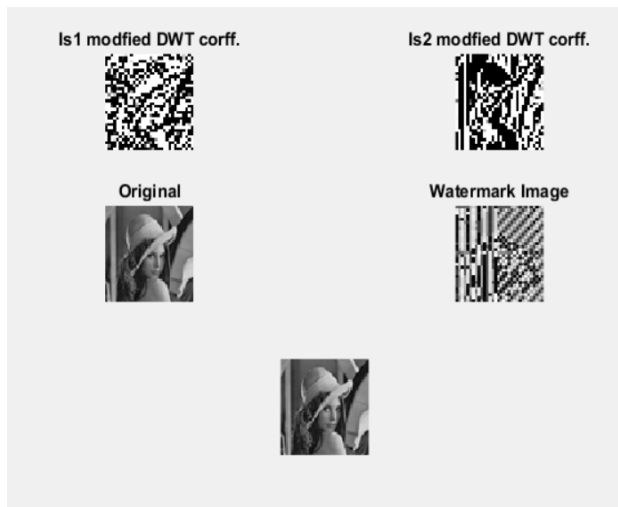 Is1 modfied DWT corff.
Is2 modfied DWT corff.
Original
Watermark Image